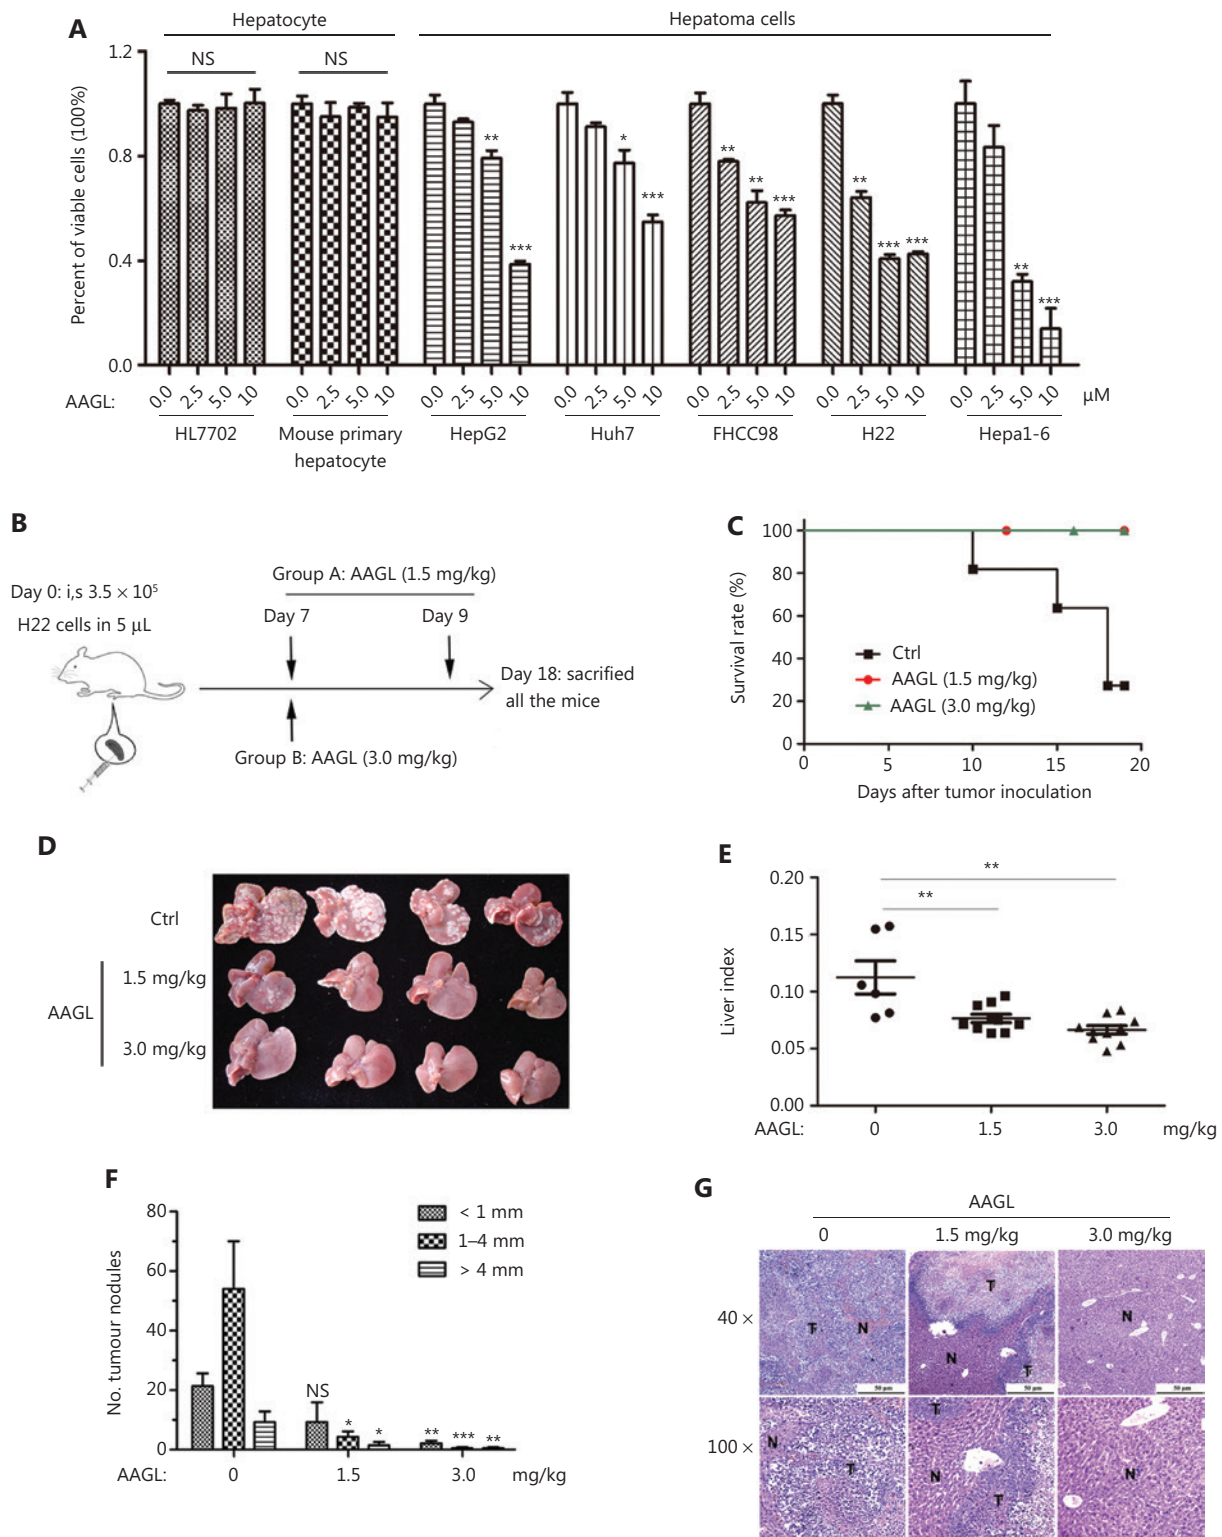 A
Hepatocyte
Hepatoma cells
NS
NS
Percent of viable cells (100%)
1.2
0.8
0.4
0.0
**
***
*
***
**
**
***
**
***
***
**
***
AAGL:
0.0 2.5 5.0 10
0.0 2.5 5.0 10
0.0 2.5 5.0 10
0.0 2.5 5.0 10
0.0 2.5 5.0 10
0.0 2.5 5.0 10
0.0 2.5 5.0 10
μM
HL7702
Mouse primary
hepatocyte
HepG2
Huh7
FHCC98
H22
Hepa1-6
B
Day 0: i,s 3.5 × 10⁵
H22 cells in 5 μL
Group A: AAGL (1.5 mg/kg)
Day 7
Day 9
Day 18: sacrified
all the mice
Group B: AAGL (3.0 mg/kg)
C
Survival rate (%)
100
80
60
40
20
0
Ctrl
AAGL (1.5 mg/kg)
AAGL (3.0 mg/kg)
0 5 10 15 20
Days after tumor inoculation
D
Ctrl
AAGL
1.5 mg/kg
3.0 mg/kg
E
Liver index
0.20
0.15
0.10
0.05
0.00
**
**
AAGL:
0 1.5 3.0 mg/kg
F
No. tumour nodules
80
60
40
20
0
< 1 mm
1–4 mm
> 4 mm
NS
*
*
**
***
**
AAGL:
0 1.5 3.0 mg/kg
G
AAGL
0 1.5 mg/kg 3.0 mg/kg
40 ×
T N
T
N
T
N
50 μm
50 μm
50 μm
100 ×
N
T
T
N
T
N